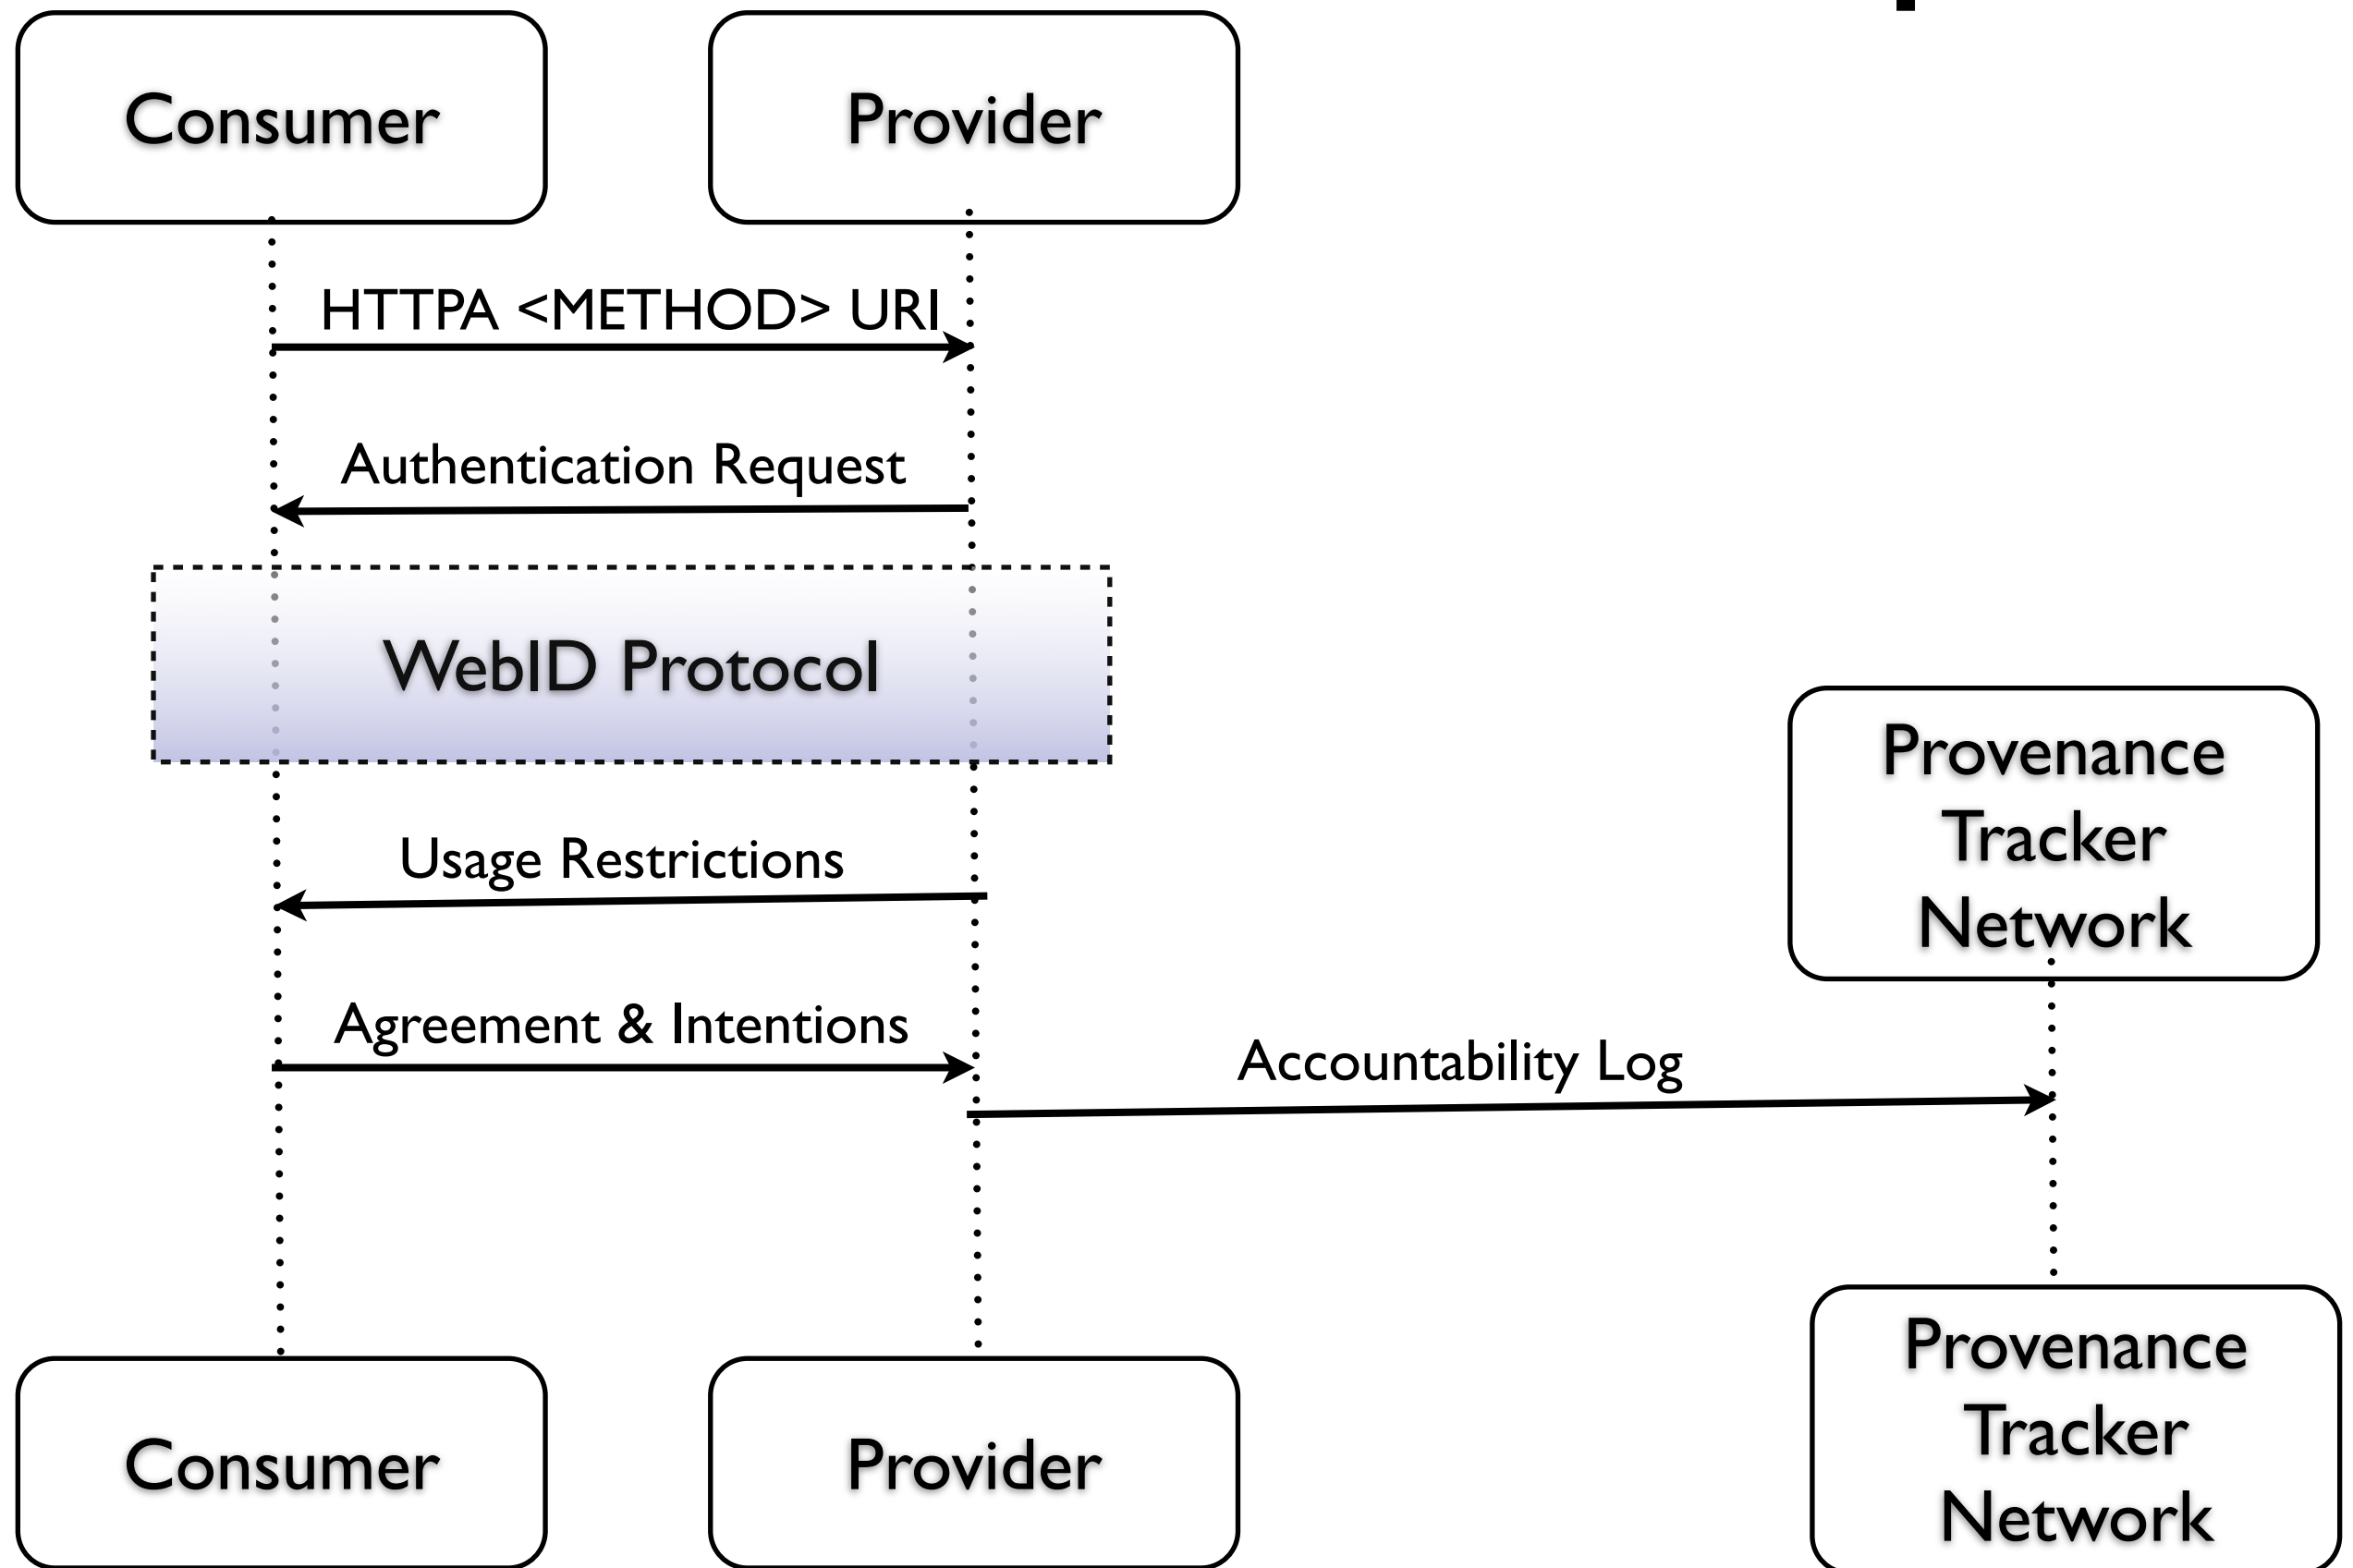 Consumer
Provider
HTTPA <METHOD> URI
Authentication Request
WebID Protocol
Provenance
Tracker
Network
Usage Restrictions
Agreement & Intentions
Accountability Log
Consumer
Provider
Provenance
Tracker
Network